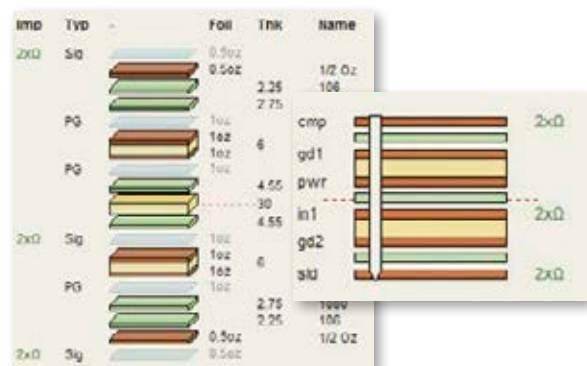 Imp Typ - Foil Thk Name
2xΩ Sig 0.5oz
0.5oz 1/2 Oz
2.25 106
2.75
PG 1oz
1oz
6
1oz
PG 1oz
4.55
30
4.55
2xΩ Sig 1oz
1oz
6
1oz
PG 1oz
2.75 1080
2.25 106
0.5oz 1/2 Oz
2xΩ Sig 0.5oz
cmp 2xΩ
gd1
pwr
in1 2xΩ
gd2
sld 2xΩ